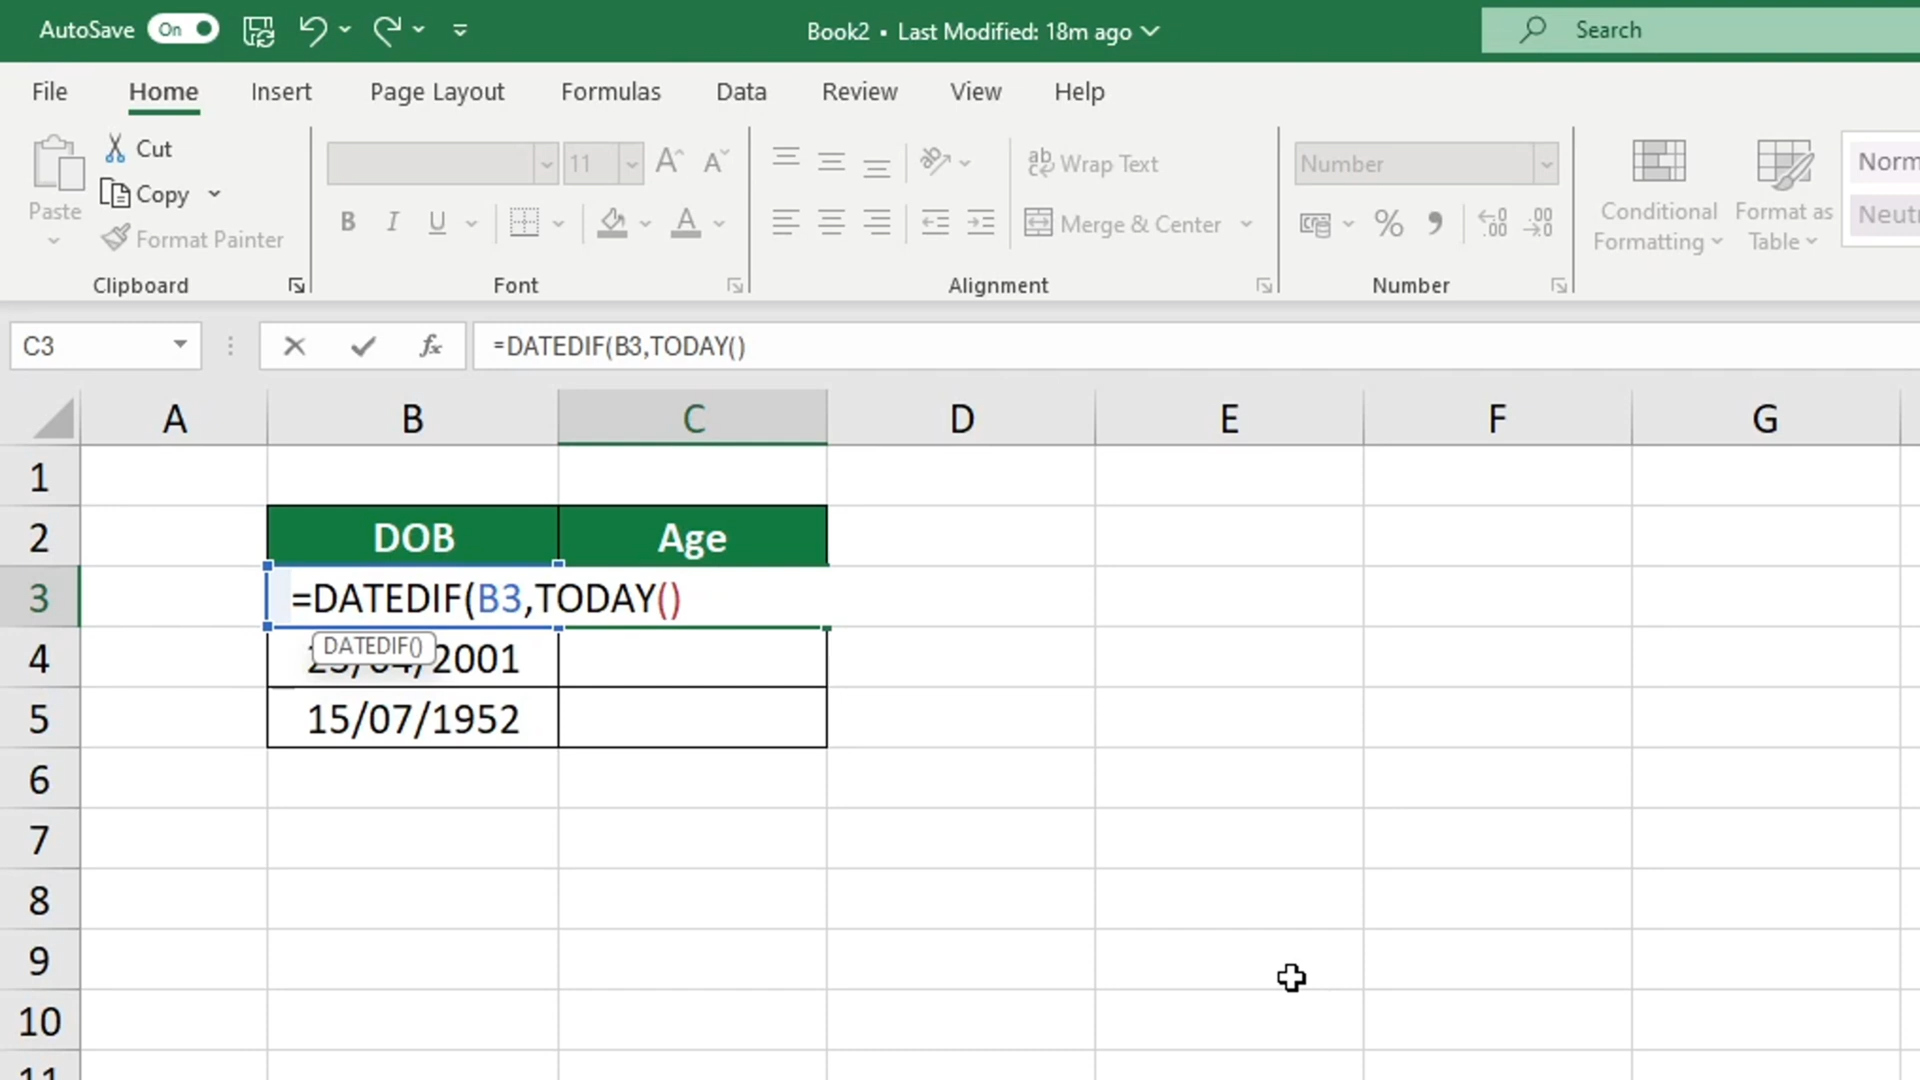 AutoSave On Book2 • Last Modified: 18m ago Search
File Home Insert Page Layout Formulas Data Review View Help
Paste
Cut
Copy
Format Painter
Clipboard
11
B I U
Font
Wrap Text
Merge & Center
Alignment
Number
Number
Conditional Formatting
Format as Table
Norm
Neutr
C3 fx =DATEDIF(B3,TODAY()
A B C D E F G
1
2 DOB Age
3 =DATEDIF(B3,TODAY()
DATEDIF()
4 2001
5 15/07/1952
6
7
8
9
10
11